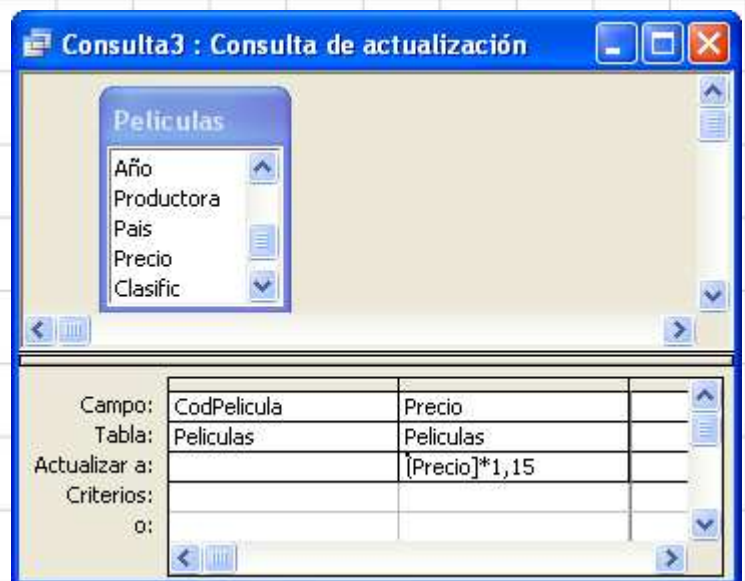 Consulta3 : Consulta de actualización
Peliculas
Año
Productora
Pais
Precio
Clasific
Campo: CodPelicula Precio
Tabla: Peliculas Peliculas
Actualizar a: [Precio]*1,15
Criterios:
o: